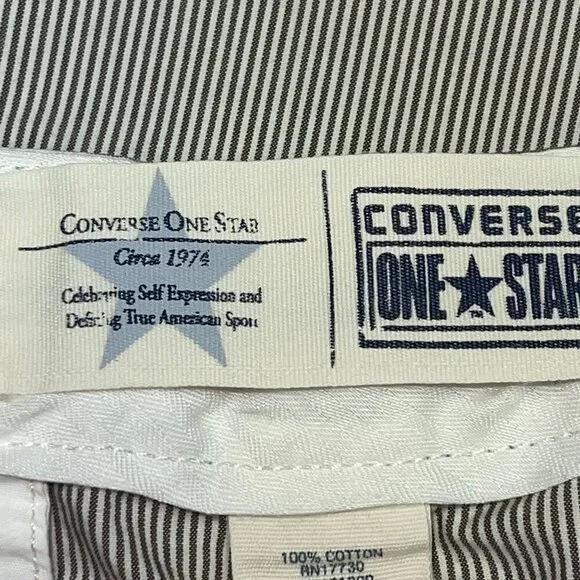 CONVERSE ONE STAR
Circa 1974
Celebrating Self Expression and
Defining True American Sport
CONVERSE
ONE★STAR
™
100% COTTON
RN17730